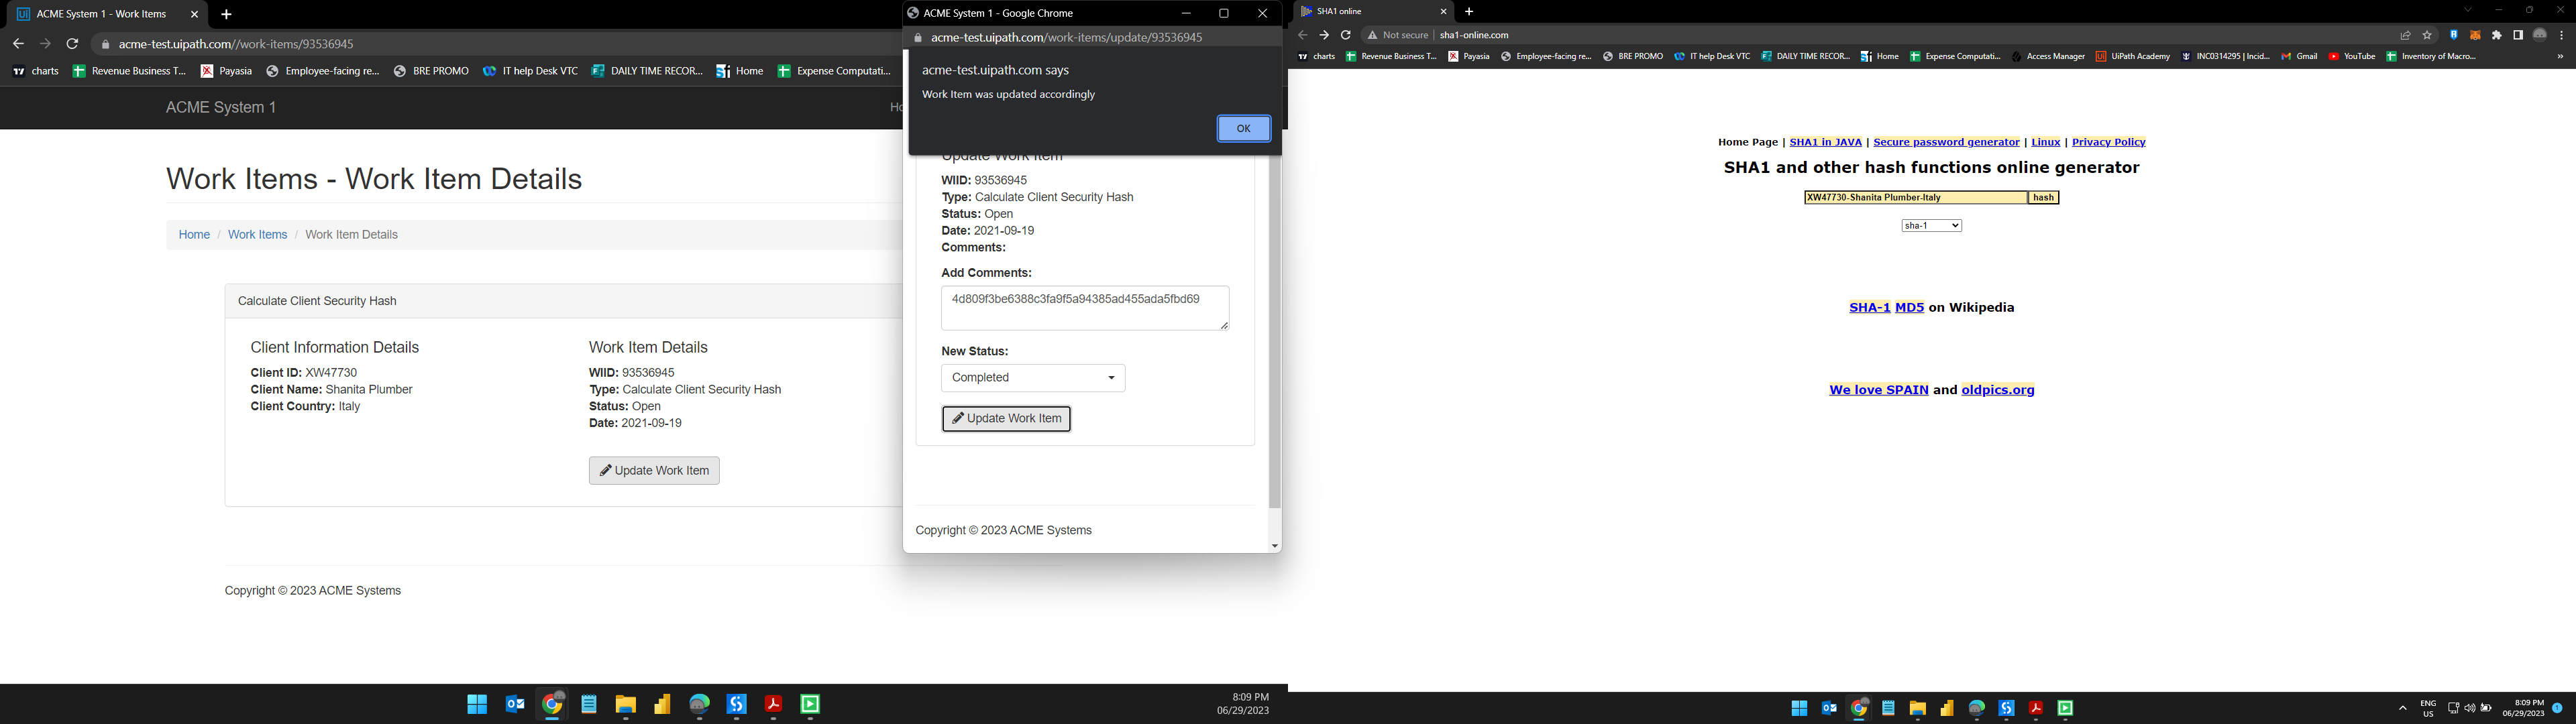 ACME System 1 - Work Items
acme-test.uipath.com//work-items/93536945
charts
Revenue Business T...
Payasia
Employee-facing re...
BRE PROMO
IT help Desk VTC
DAILY TIME RECOR...
Home
Expense Computati...
ACME System 1
Ho
Work Items - Work Item Details
Home / Work Items / Work Item Details
Calculate Client Security Hash
Client Information Details
Client ID: XW47730
Client Name: Shanita Plumber
Client Country: Italy
Work Item Details
WIID: 93536945
Type: Calculate Client Security Hash
Status: Open
Date: 2021-09-19
Update Work Item
Copyright © 2023 ACME Systems
8:09 PM
06/29/2023
ACME System 1 - Google Chrome
acme-test.uipath.com/work-items/update/93536945
acme-test.uipath.com says
Work Item was updated accordingly
OK
Update Work Item
WIID: 93536945
Type: Calculate Client Security Hash
Status: Open
Date: 2021-09-19
Comments:
Add Comments:
4d809f3be6388c3fa9f5a94385ad455ada5fbd69
New Status:
Completed
Update Work Item
Copyright © 2023 ACME Systems
SHA1 online
Not secure | sha1-online.com
charts
Revenue Business T...
Payasia
Employee-facing re...
BRE PROMO
IT help Desk VTC
DAILY TIME RECOR...
Home
Expense Computati...
Access Manager
UiPath Academy
INC0314295 | Incid...
Gmail
YouTube
Inventory of Macro...
»
Home Page | SHA1 in JAVA | Secure password generator | Linux | Privacy Policy
SHA1 and other hash functions online generator
XW47730-Shanita Plumber-Italy
hash
sha-1
SHA-1 MD5 on Wikipedia
We love SPAIN and oldpics.org
ENG
US
8:09 PM
06/29/2023
1